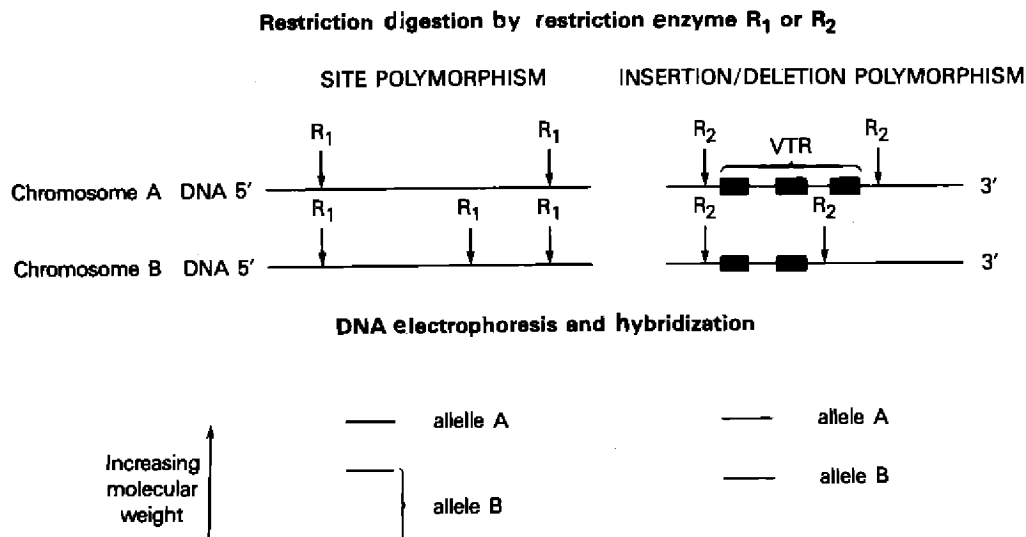 Restriction digestion by restriction enzyme R₁ or R₂
SITE POLYMORPHISM
INSERTION/DELETION POLYMORPHISM
R₁ R₁ R₂ VTR R₂
Chromosome A DNA 5′ 3′
R₁ R₁ R₁ R₂ R₂
Chromosome B DNA 5′ 3′
DNA electrophoresis and hybridization
allelle A allele A
Increasing
molecular
weight
allele B
allele B